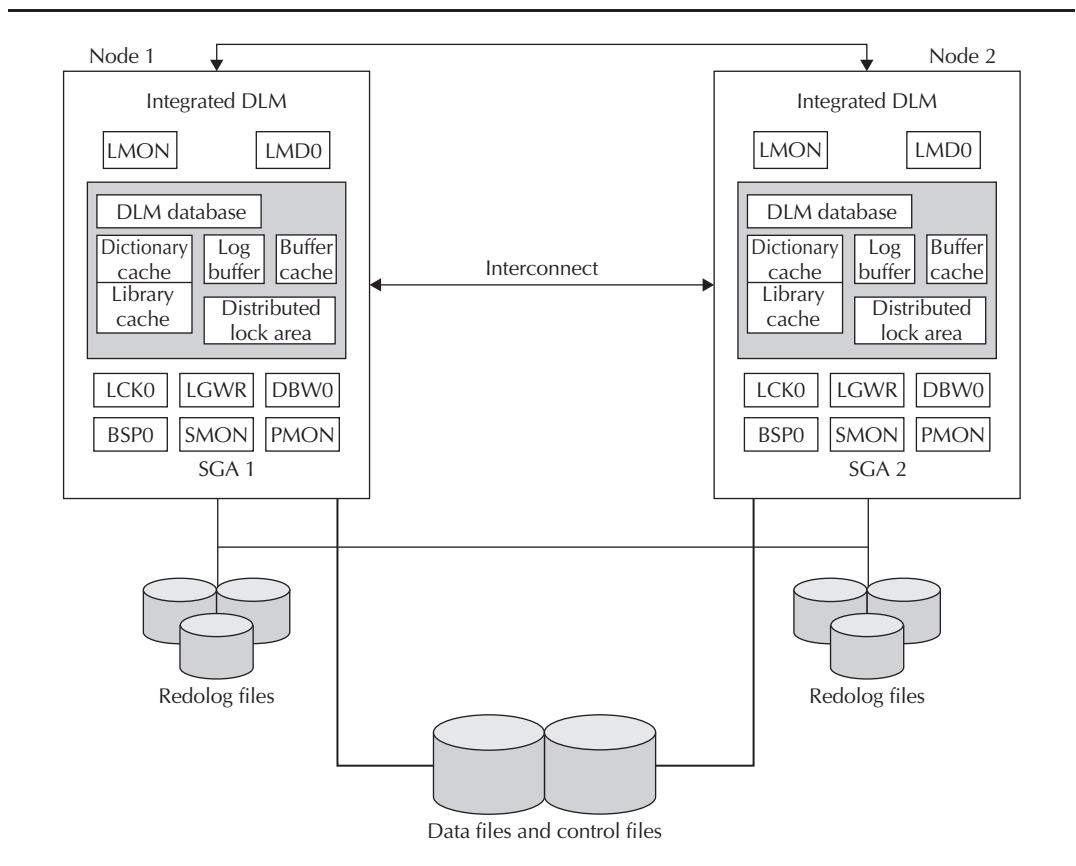 Node 1
Node 2
Integrated DLM
LMON
LMD0
DLM database
Dictionary
cache
Log
buffer
Buffer
cache
Library
cache
Distributed
lock area
LCK0
LGWR
DBW0
BSP0
SMON
PMON
SGA 1
Interconnect
Integrated DLM
LMON
LMD0
DLM database
Dictionary
cache
Log
buffer
Buffer
cache
Library
cache
Distributed
lock area
LCK0
LGWR
DBW0
BSP0
SMON
PMON
SGA 2
Redolog files
Redolog files
Data files and control files